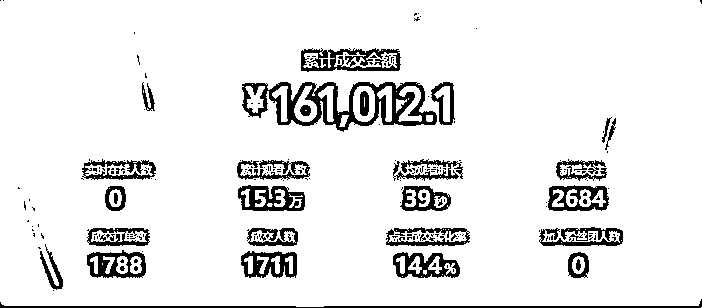 累计成交金额
¥161,012.1
实时在线人数 累计观看人数 人均观看时长 新增关注
0 15.3万 39秒 2684
成交订单数 成交人数 点击成交转化率 加入粉丝团人数
1788 1711 14.4% 0